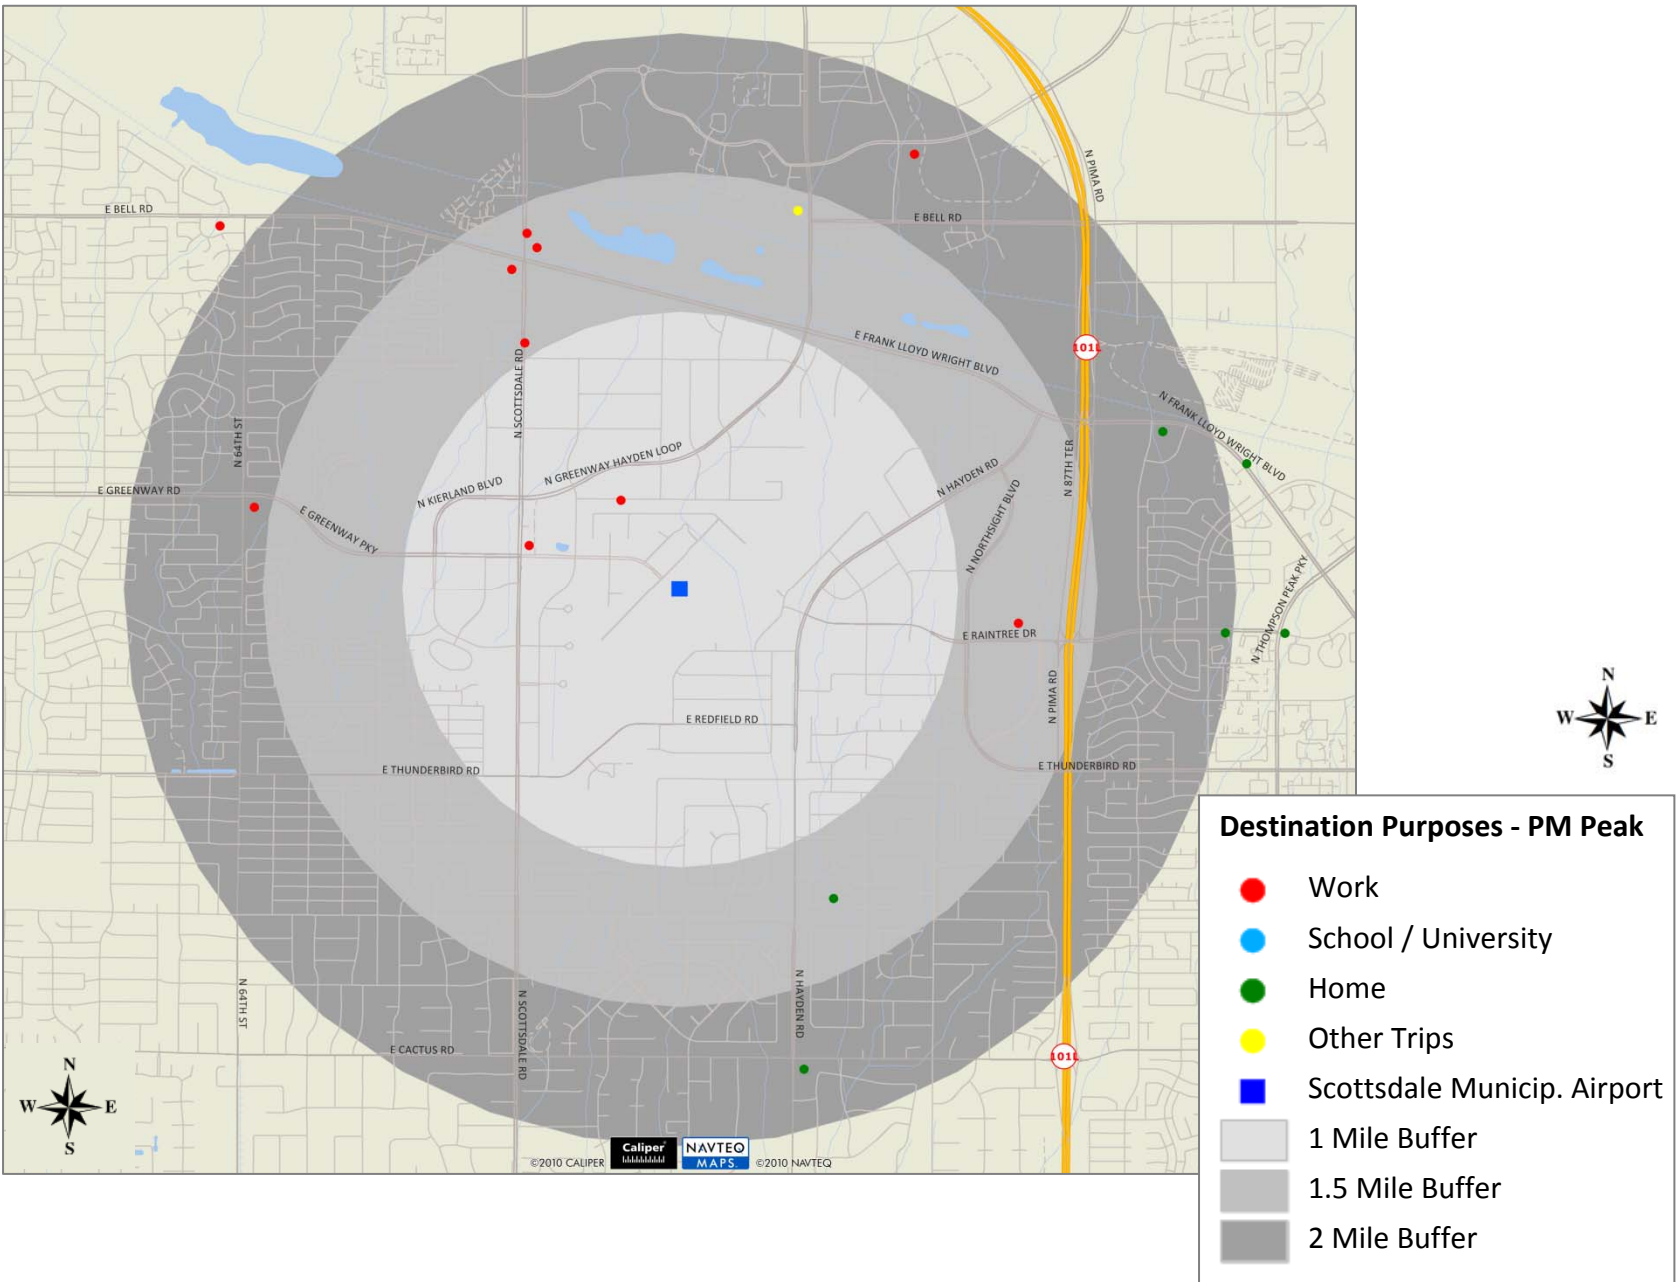 N PIMA RD
E BELL RD
E BELL RD
E FRANK LLOYD WRIGHT BLVD
101L
N SCOTTSDALE RD
N FRANK LLOYD WRIGHT BLVD
N 64TH ST
N GREENWAY HAYDEN LOOP
N 87TH TER
N HAYDEN RD
E GREENWAY RD
N KIERLAND BLVD
N NORTHSIGHT BLVD
E GREENWAY PKY
N THOMPSON PEAK PKY
E RAINTREE DR
N PIMA RD
E REDFIELD RD
E THUNDERBIRD RD
E THUNDERBIRD RD
N
W E
S
N 64TH ST
N SCOTTSDALE RD
N HAYDEN RD
E CACTUS RD
101L
N
W E
S
©2010 CALIPER
Caliper
NAVTEQ
MAPS.
©2010 NAVTEQ
Destination Purposes - PM Peak
Work
School / University
Home
Other Trips
Scottsdale Municip. Airport
1 Mile Buffer
1.5 Mile Buffer
2 Mile Buffer